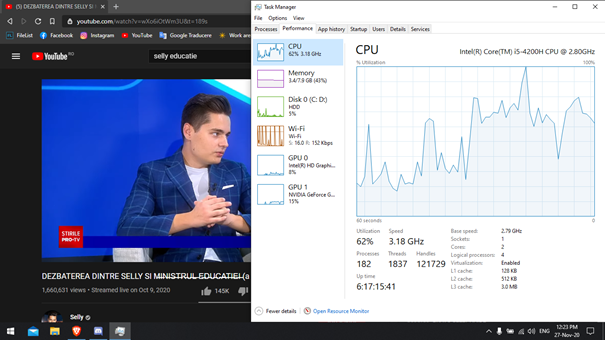 (5) DEZBATEREA DINTRE SELLY SI
youtube.com/watch?v=wXo6iOtWm3U&t=189s
FileList Facebook Instagram YouTube Google Traducere Work are
YouTube RO selly educatie
STIRILE
PRO•TV
DEZBATEREA DINTRE SELLY SI MINISTRUL EDUCATIEI (a
1,660,631 views • Streamed live on Oct 9, 2020
145K
Selly
Task Manager
File Options View
Processes Performance App history Startup Users Details Services
CPU
62% 3.18 GHz
Memory
3.4/7.9 GB (43%)
Disk 0 (C: D:)
HDD
5%
Wi-Fi
Wi-Fi
S: 16.0 R: 152 Kbps
GPU 0
Intel(R) HD Graphi...
8%
GPU 1
NVIDIA GeForce G...
15%
CPU Intel(R) Core(TM) i5-4200H CPU @ 2.80GHz
% Utilization 100%
60 seconds 0
Utilization Speed
62% 3.18 GHz
Processes Threads Handles
182 1837 121729
Up time
6:17:15:41
Base speed: 2.79 GHz
Sockets: 1
Cores: 2
Logical processors: 4
Virtualization: Enabled
L1 cache: 128 KB
L2 cache: 512 KB
L3 cache: 3.0 MB
Fewer details Open Resource Monitor
ENG
12:23 PM
27-Nov-20